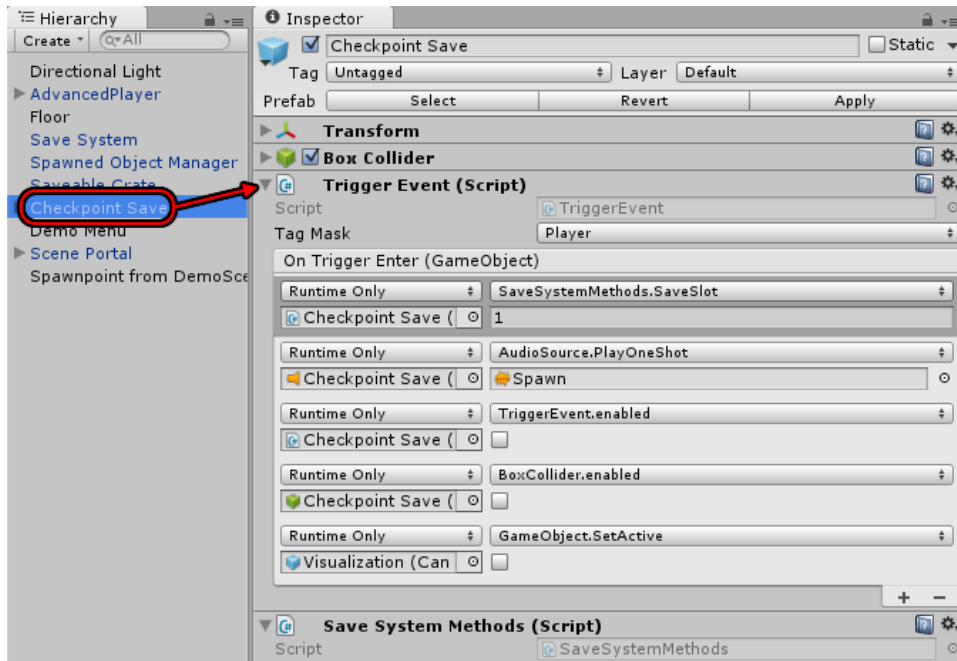 Hierarchy
Create
All
Directional Light
AdvancedPlayer
Floor
Save System
Spawned Object Manager
Saveable Crate
Checkpoint Save
Demo Menu
Scene Portal
Spawnpoint from DemoSce
Inspector
Checkpoint Save
Static
Tag Untagged Layer Default
Prefab Select Revert Apply
Transform
Box Collider
Trigger Event (Script)
Script TriggerEvent
Tag Mask Player
On Trigger Enter (GameObject)
Runtime Only SaveSystemMethods.SaveSlot
Checkpoint Save ( 1
Runtime Only AudioSource.PlayOneShot
Checkpoint Save ( Spawn
Runtime Only TriggerEvent.enabled
Checkpoint Save (
Runtime Only BoxCollider.enabled
Checkpoint Save (
Runtime Only GameObject.SetActive
Visualization (Can
+ −
Save System Methods (Script)
Script SaveSystemMethods